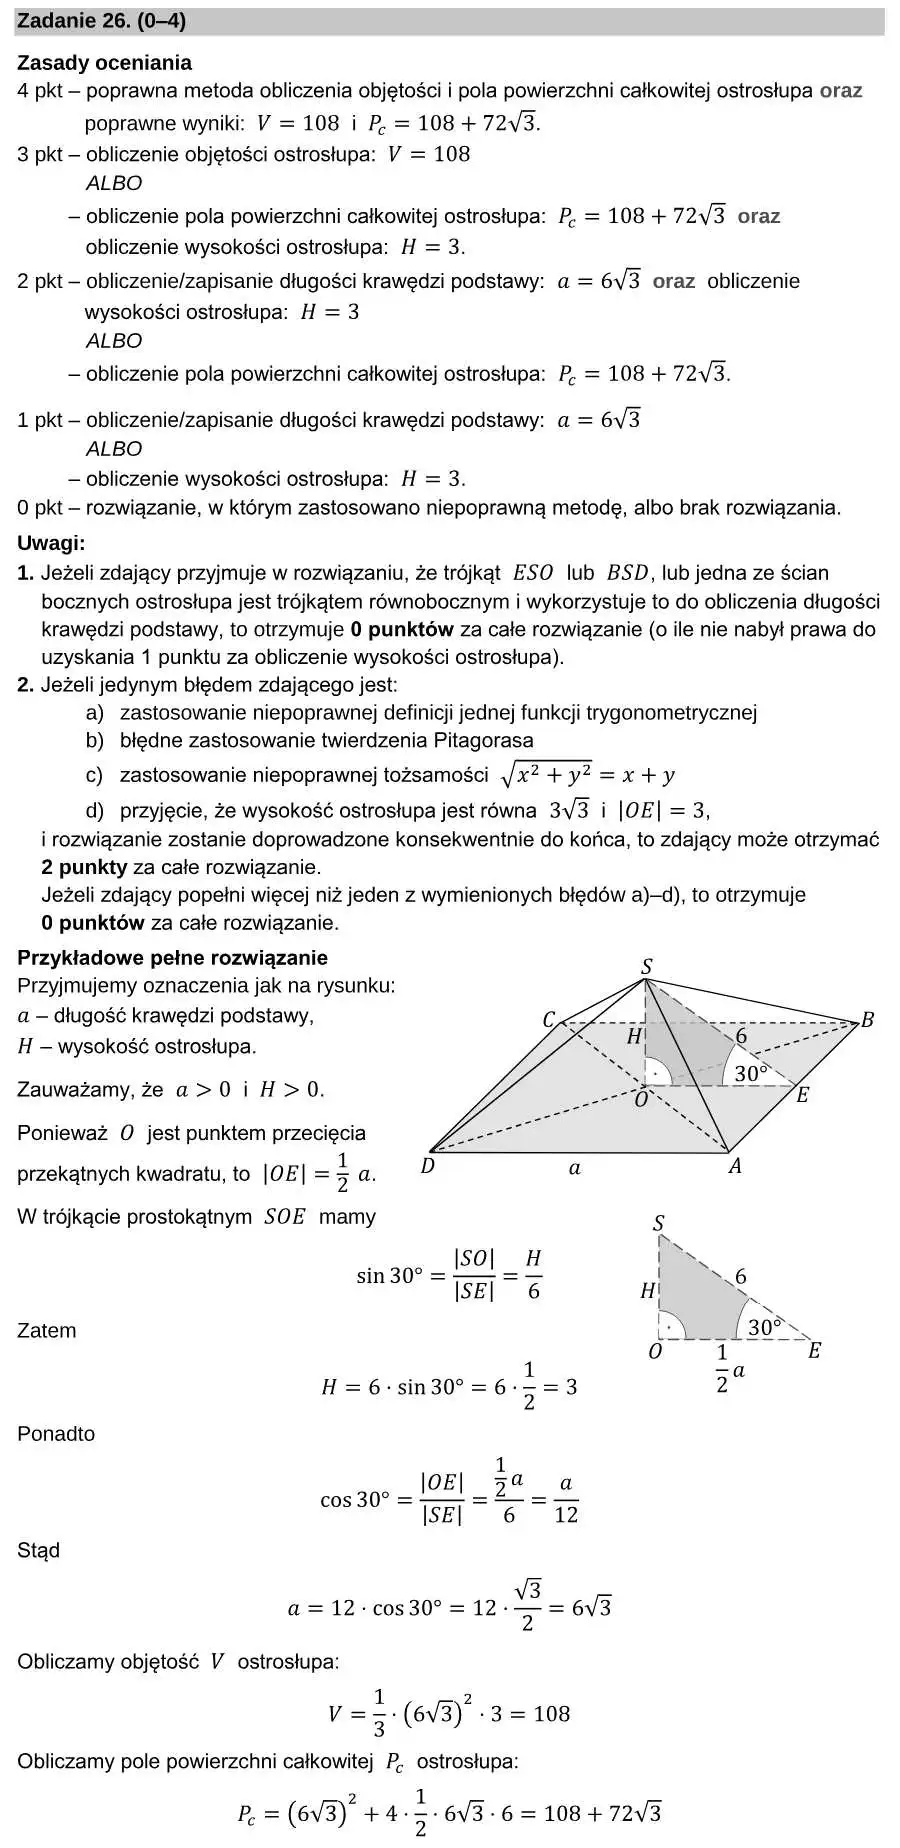 Zadanie 26. (0–4)
Zasady oceniania
4 pkt – poprawna metoda obliczenia objętości i pola powierzchni całkowitej ostrosłupa oraz
poprawne wyniki: V = 108 i P_c = 108 + 72√3.
3 pkt – obliczenie objętości ostrosłupa: V = 108
ALBO
– obliczenie pola powierzchni całkowitej ostrosłupa: P_c = 108 + 72√3 oraz
obliczenie wysokości ostrosłupa: H = 3.
2 pkt – obliczenie/zapisanie długości krawędzi podstawy: a = 6√3 oraz obliczenie
wysokości ostrosłupa: H = 3
ALBO
– obliczenie pola powierzchni całkowitej ostrosłupa: P_c = 108 + 72√3.
1 pkt – obliczenie/zapisanie długości krawędzi podstawy: a = 6√3
ALBO
– obliczenie wysokości ostrosłupa: H = 3.
0 pkt – rozwiązanie, w którym zastosowano niepoprawną metodę, albo brak rozwiązania.
Uwagi:
1. Jeżeli zdający przyjmuje w rozwiązaniu, że trójkąt ESO lub BSD, lub jedna ze ścian
bocznych ostrosłupa jest trójkątem równobocznym i wykorzystuje to do obliczenia długości
krawędzi podstawy, to otrzymuje 0 punktów za całe rozwiązanie (o ile nie nabył prawa do
uzyskania 1 punktu za obliczenie wysokości ostrosłupa).
2. Jeżeli jedynym błędem zdającego jest:
a) zastosowanie niepoprawnej definicji jednej funkcji trygonometrycznej
b) błędne zastosowanie twierdzenia Pitagorasa
c) zastosowanie niepoprawnej tożsamości √(x² + y²) = x + y
d) przyjęcie, że wysokość ostrosłupa jest równa 3√3 i |OE| = 3,
i rozwiązanie zostanie doprowadzone konsekwentnie do końca, to zdający może otrzymać
2 punkty za całe rozwiązanie.
Jeżeli zdający popełni więcej niż jeden z wymienionych błędów a)–d), to otrzymuje
0 punktów za całe rozwiązanie.
Przykładowe pełne rozwiązanie
Przyjmujemy oznaczenia jak na rysunku:
a – długość krawędzi podstawy,
H – wysokość ostrosłupa.
Zauważamy, że a > 0 i H > 0.
Ponieważ O jest punktem przecięcia
przekątnych kwadratu, to |OE| = 1/2 a.
W trójkącie prostokątnym SOE mamy
S
C
B
H
6
30°
O
E
D
a
A
sin 30° = |SO|/|SE| = H/6
S
H
6
30°
O
1/2 a
E
Zatem
H = 6 · sin 30° = 6 · 1/2 = 3
Ponadto
cos 30° = |OE|/|SE| = (1/2 a)/6 = a/12
Stąd
a = 12 · cos 30° = 12 · √3/2 = 6√3
Obliczamy objętość V ostrosłupa:
V = 1/3 · (6√3)² · 3 = 108
Obliczamy pole powierzchni całkowitej P_c ostrosłupa:
P_c = (6√3)² + 4 · 1/2 · 6√3 · 6 = 108 + 72√3